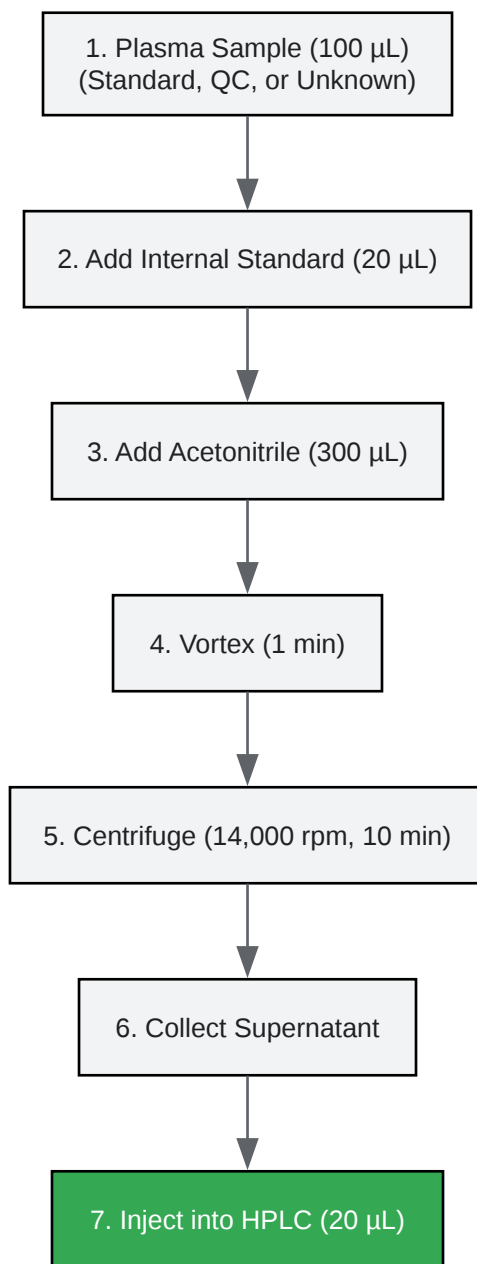 1. Plasma Sample (100 µL)
(Standard, QC, or Unknown)
2. Add Internal Standard (20 µL)
3. Add Acetonitrile (300 µL)
4. Vortex (1 min)
5. Centrifuge (14,000 rpm, 10 min)
6. Collect Supernatant
7. Inject into HPLC (20 µL)